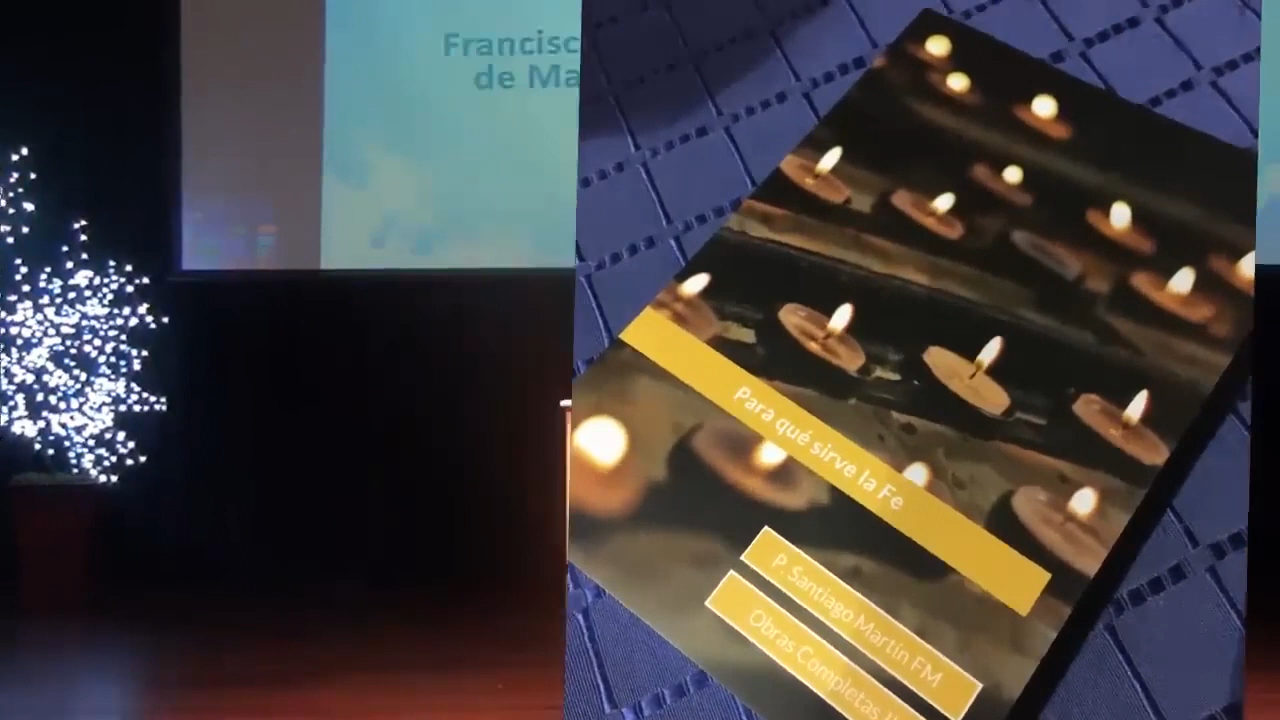 Francisc
de Ma
Para qué sirve la Fe
P. Santiago Martín FM
Obras Completas